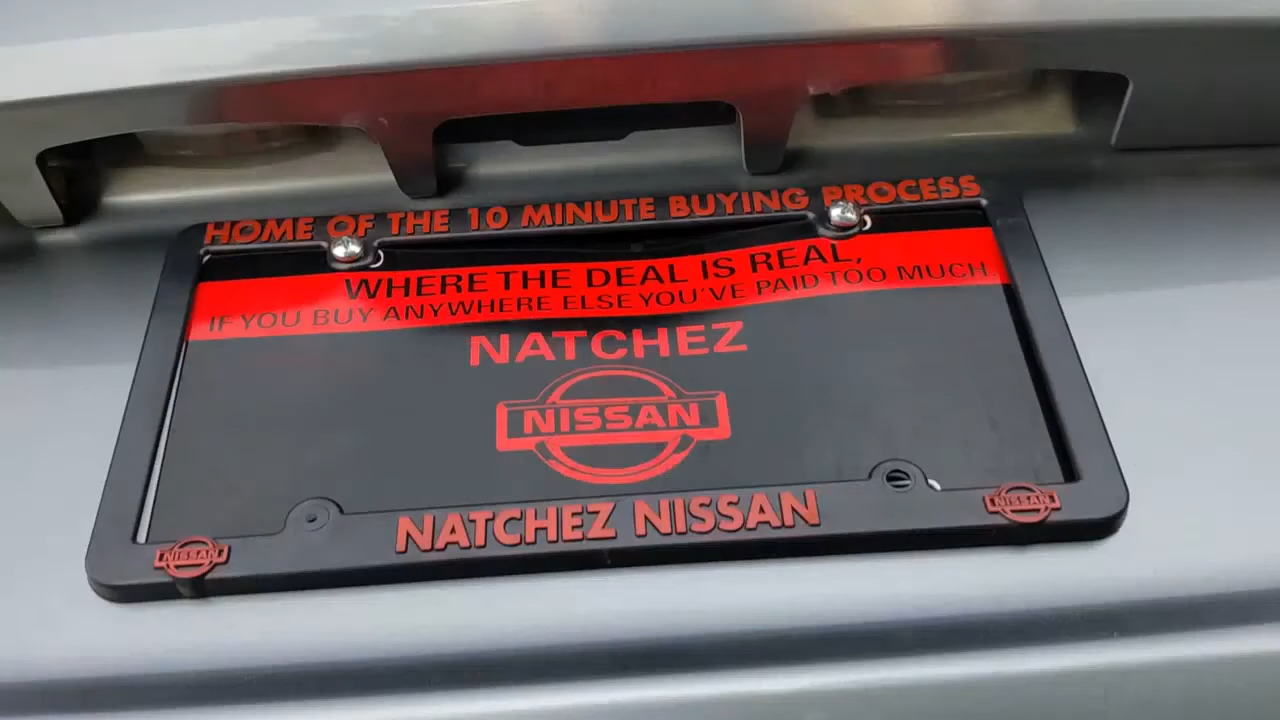 HOME OF THE 10 MINUTE BUYING PROCESS
WHERE THE DEAL IS REAL,
IF YOU BUY ANYWHERE ELSE YOU'VE PAID TOO MUCH.
NATCHEZ
NISSAN
NATCHEZ NISSAN
NISSAN
NISSAN